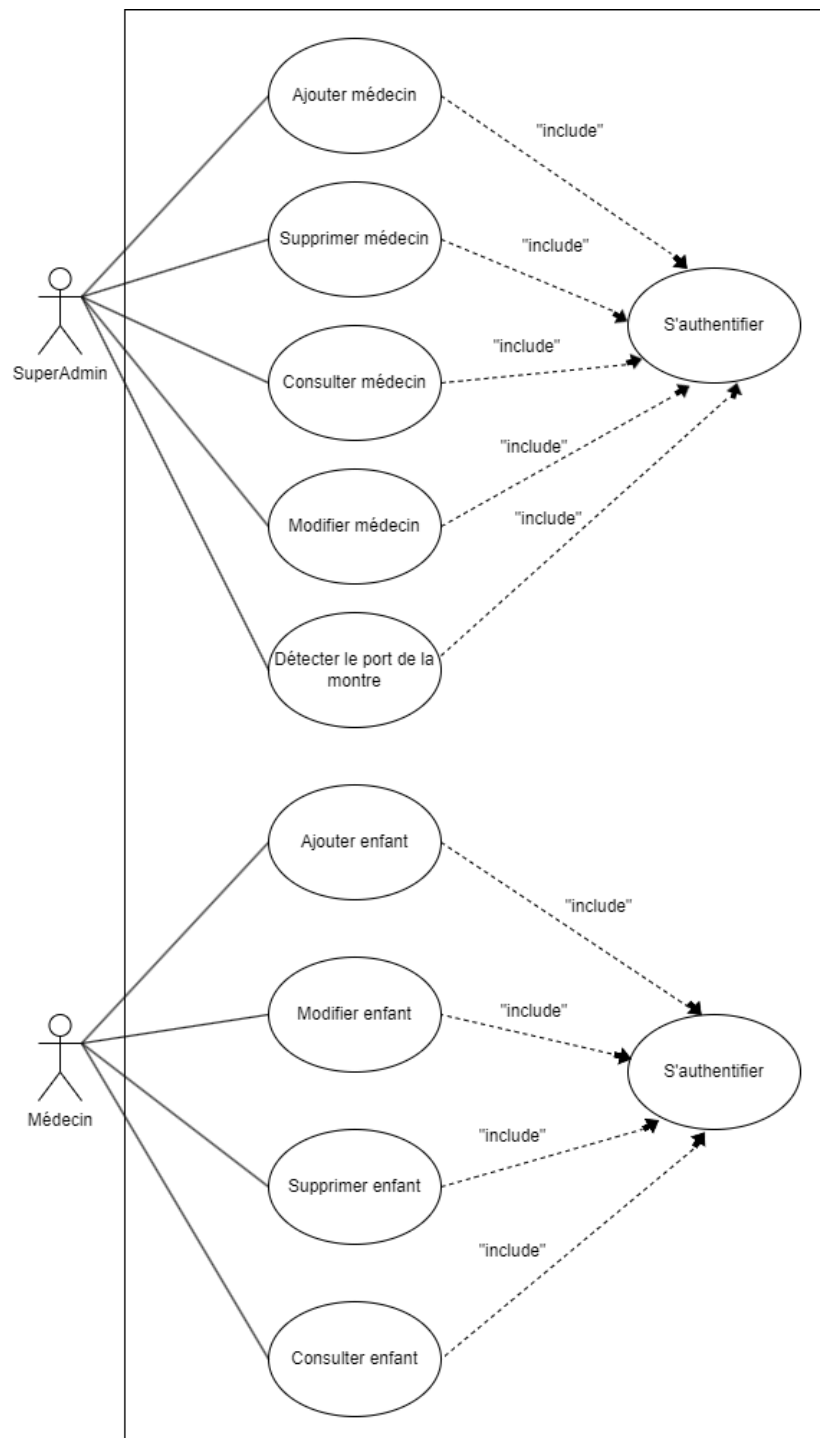 Ajouter médecin
"include"
Supprimer médecin
"include"
S'authentifier
SuperAdmin
"include"
Consulter médecin
"include"
Modifier médecin
"include"
Détecter le port de la
montre
Ajouter enfant
"include"
Modifier enfant
"include"
S'authentifier
Médecin
"include"
Supprimer enfant
"include"
Consulter enfant